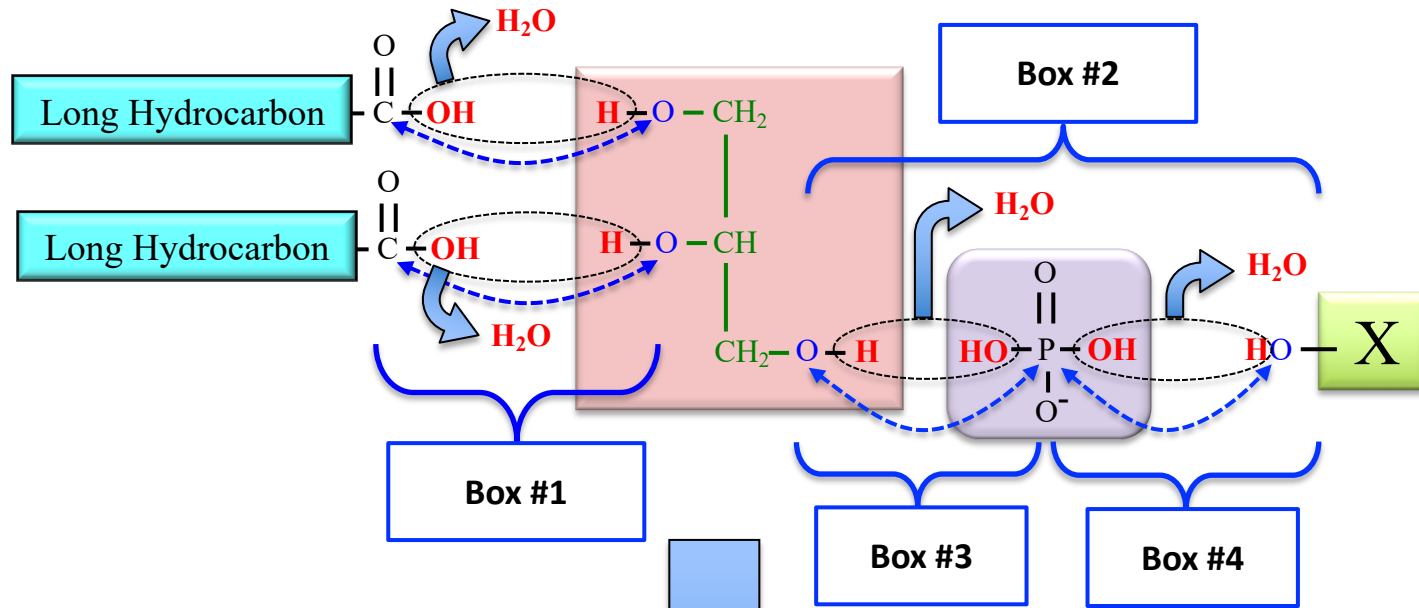 H₂O
O
Long Hydrocarbon
C
OH
H
O
CH₂
Box #2
O
Long Hydrocarbon
C
OH
H
O
CH
H₂O
H₂O
O
H₂O
CH₂
O
H
HO
P
OH
HO
X
O⁻
Box #1
Box #3
Box #4